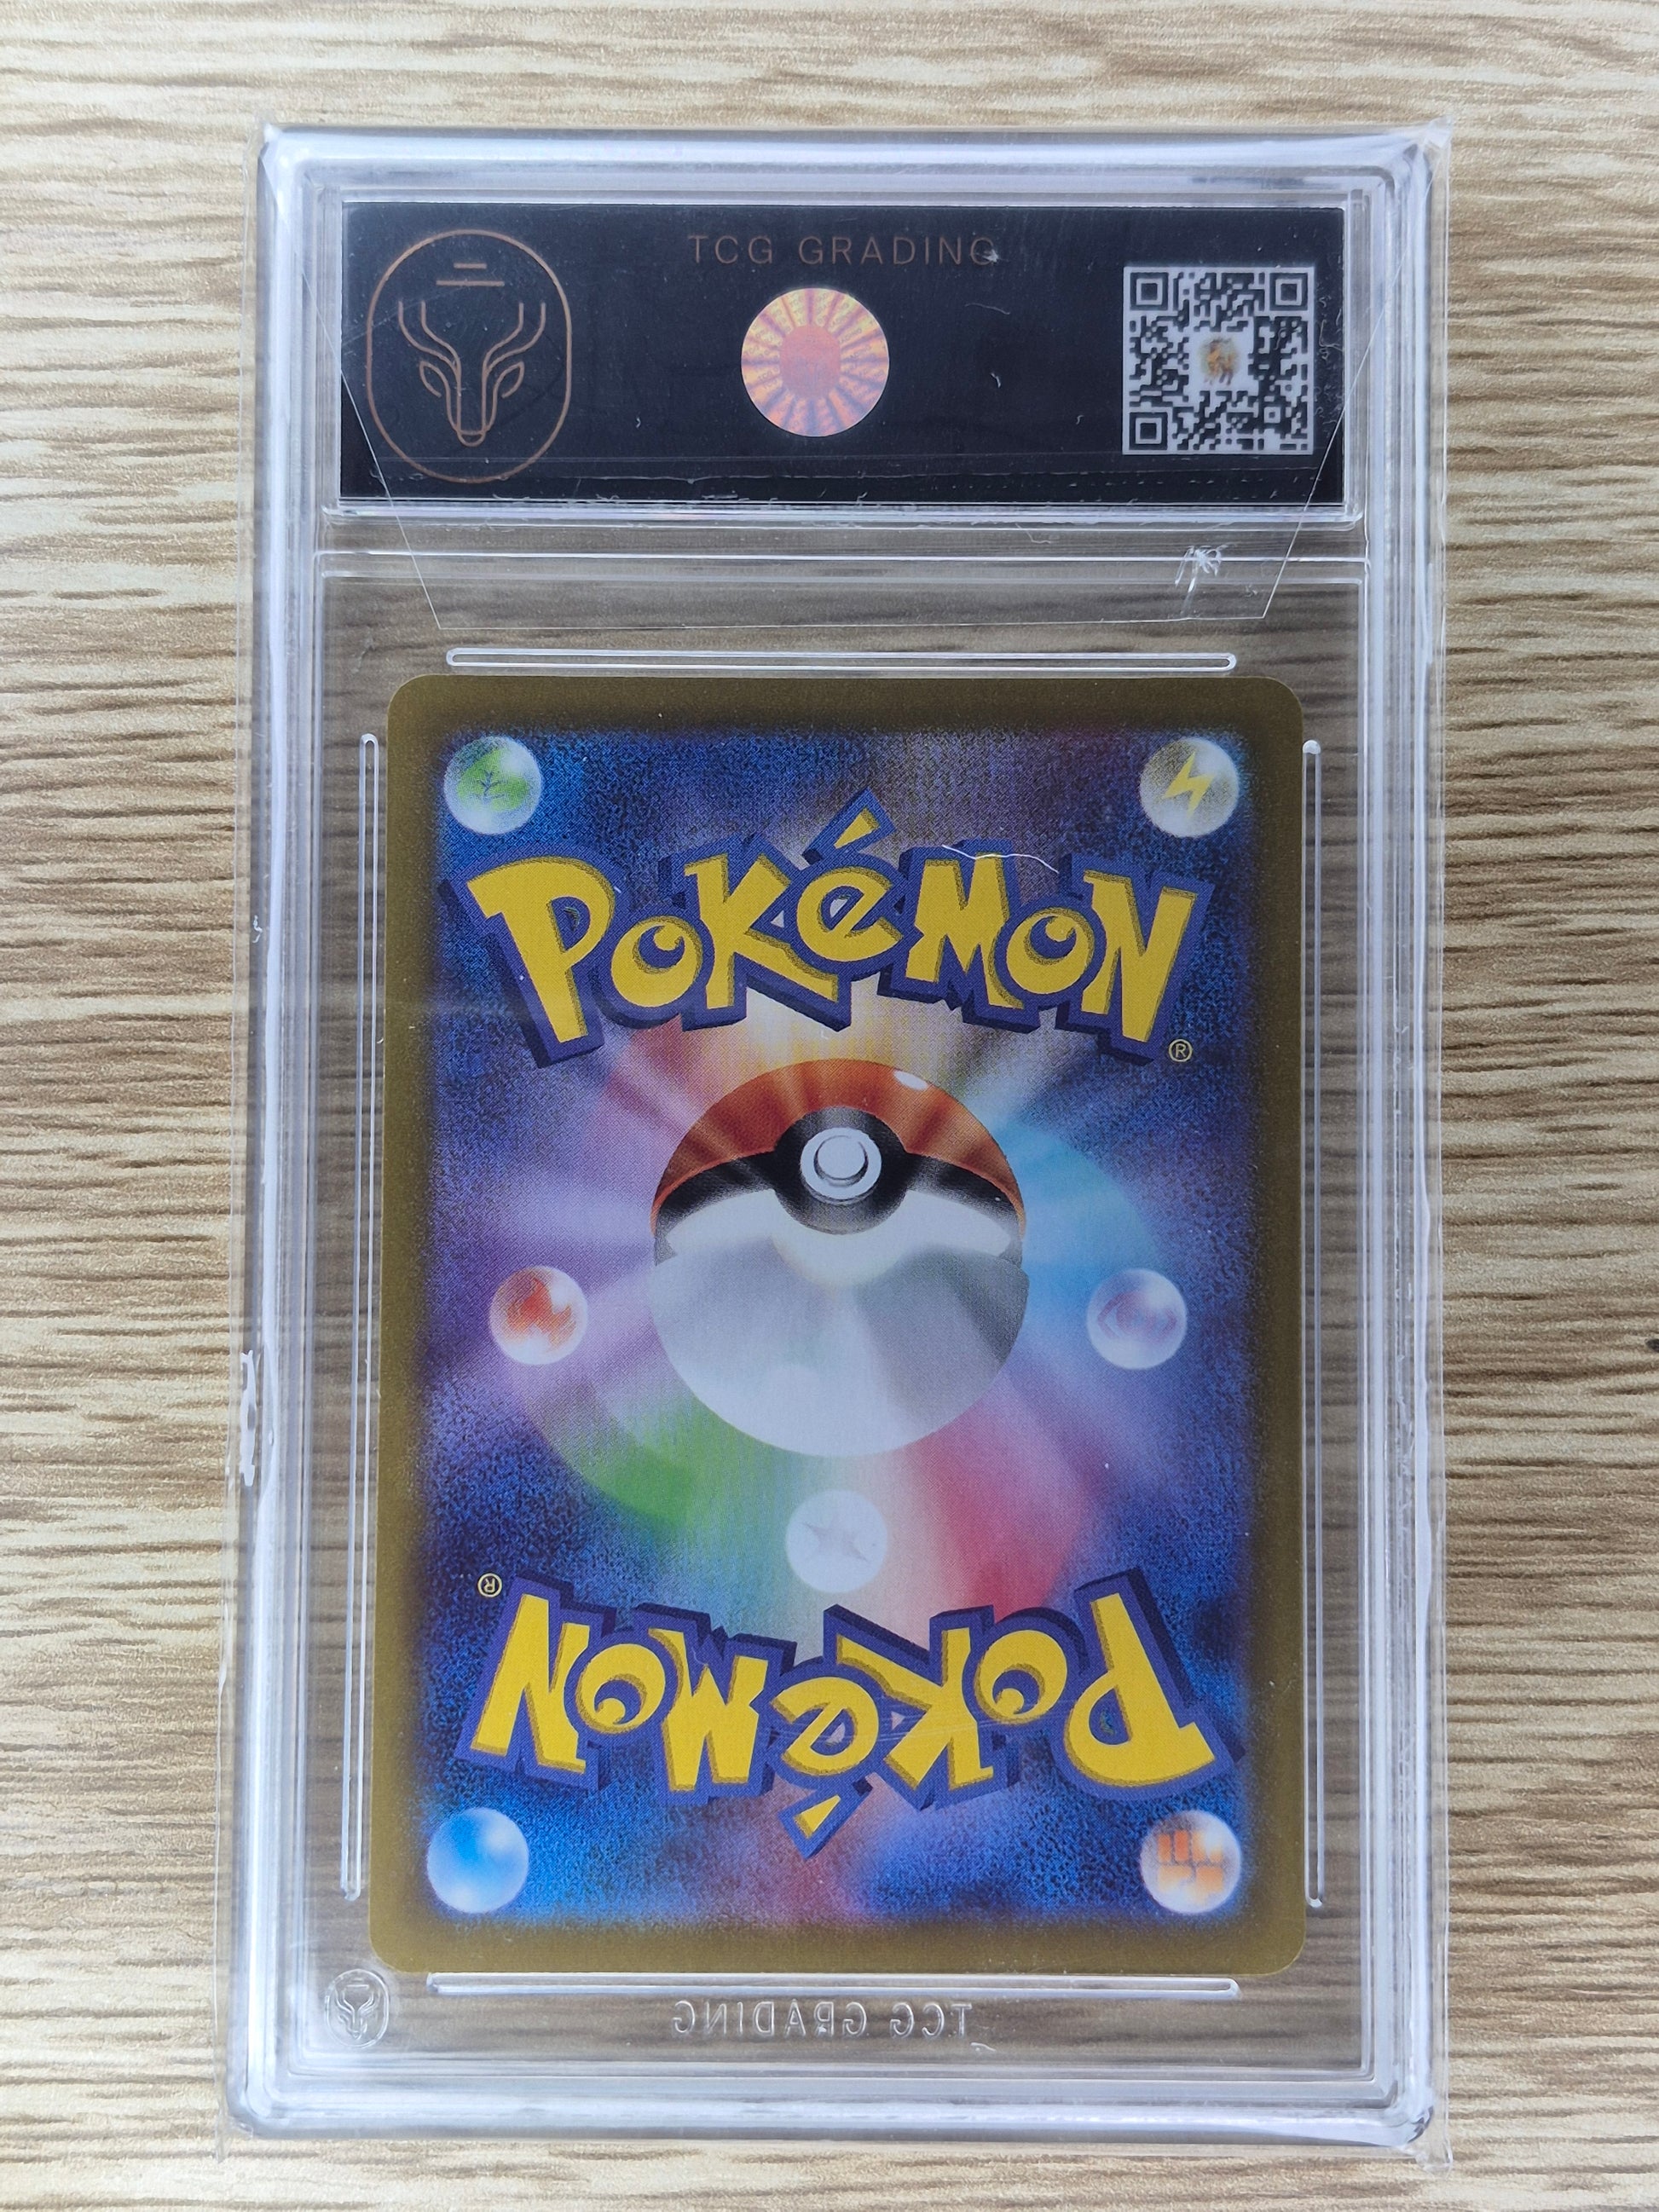 TCG GRADING
POKéMON
®
®
POKéMON
TCG GRADING